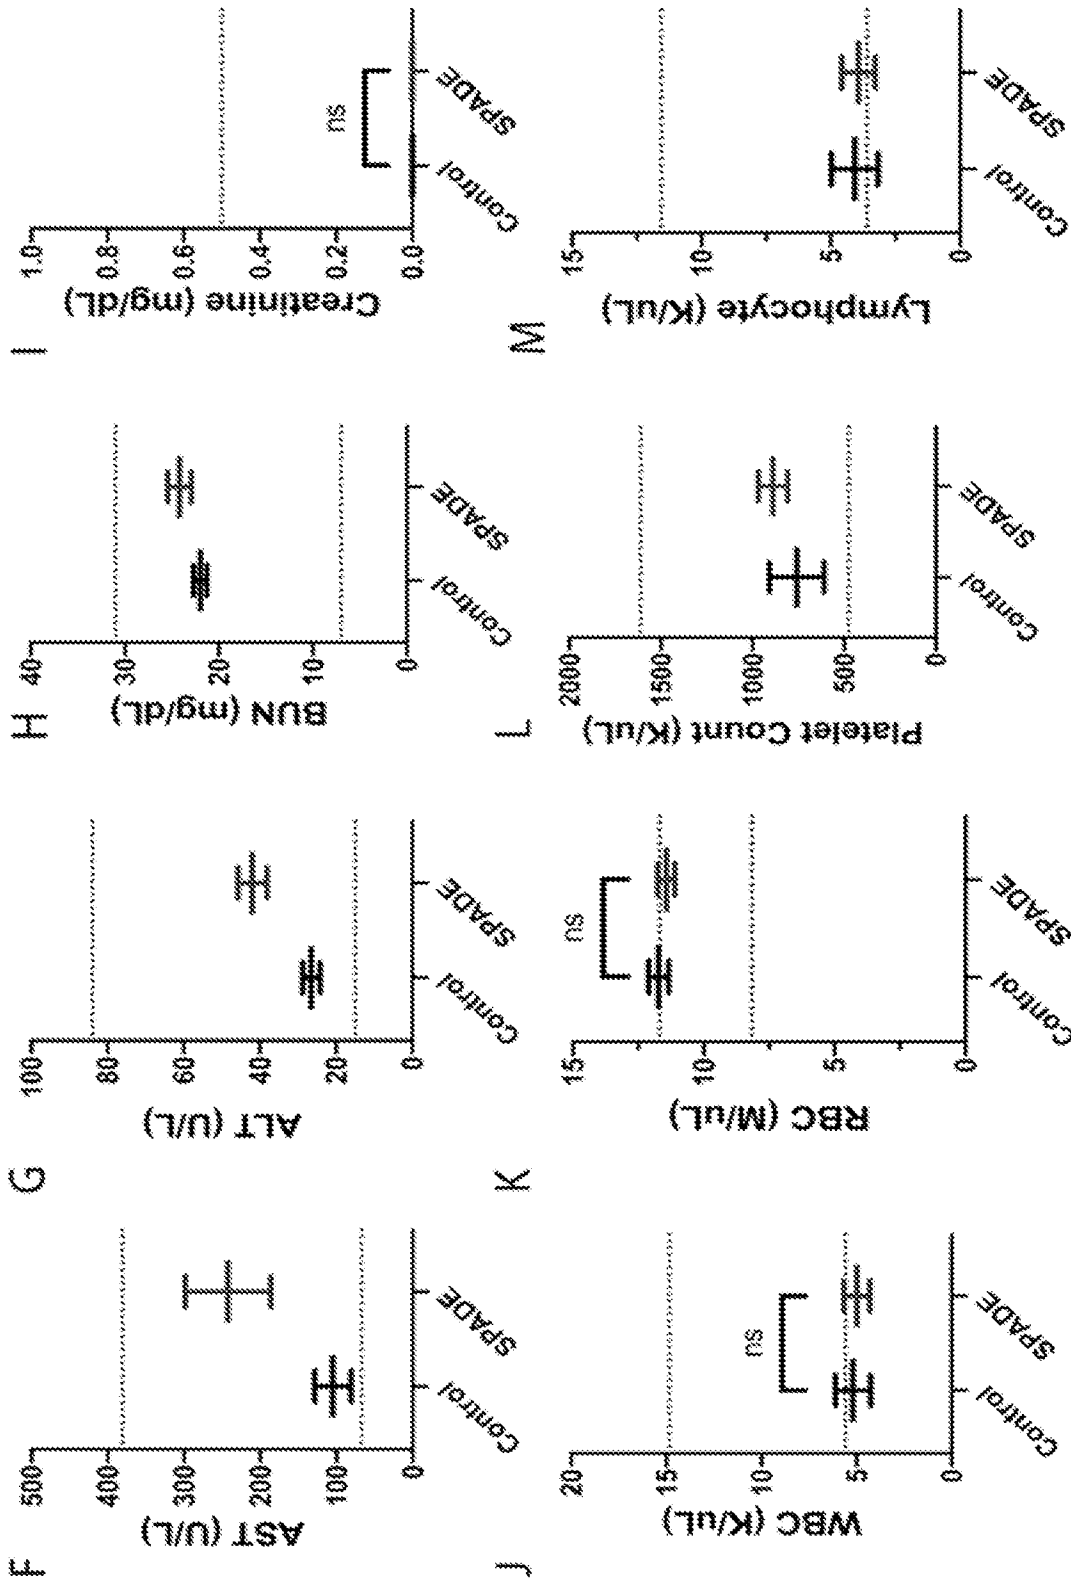 F
AST (U/L)
500
400
300
200
100
0
Control
SPADE
G
ALT (U/L)
100
80
60
40
20
0
Control
SPADE
H
BUN (mg/dL)
40
30
20
10
0
Control
SPADE
I
Creatinine (mg/dL)
1.0
0.8
0.6
0.4
0.2
0.0
ns
Control
SPADE
J
WBC (K/uL)
20
15
10
5
0
ns
Control
SPADE
K
RBC (M/uL)
15
10
5
0
ns
Control
SPADE
L
Platelet Count (K/uL)
2000
1500
1000
500
0
Control
SPADE
M
Lymphocyte (K/uL)
15
10
5
0
Control
SPADE